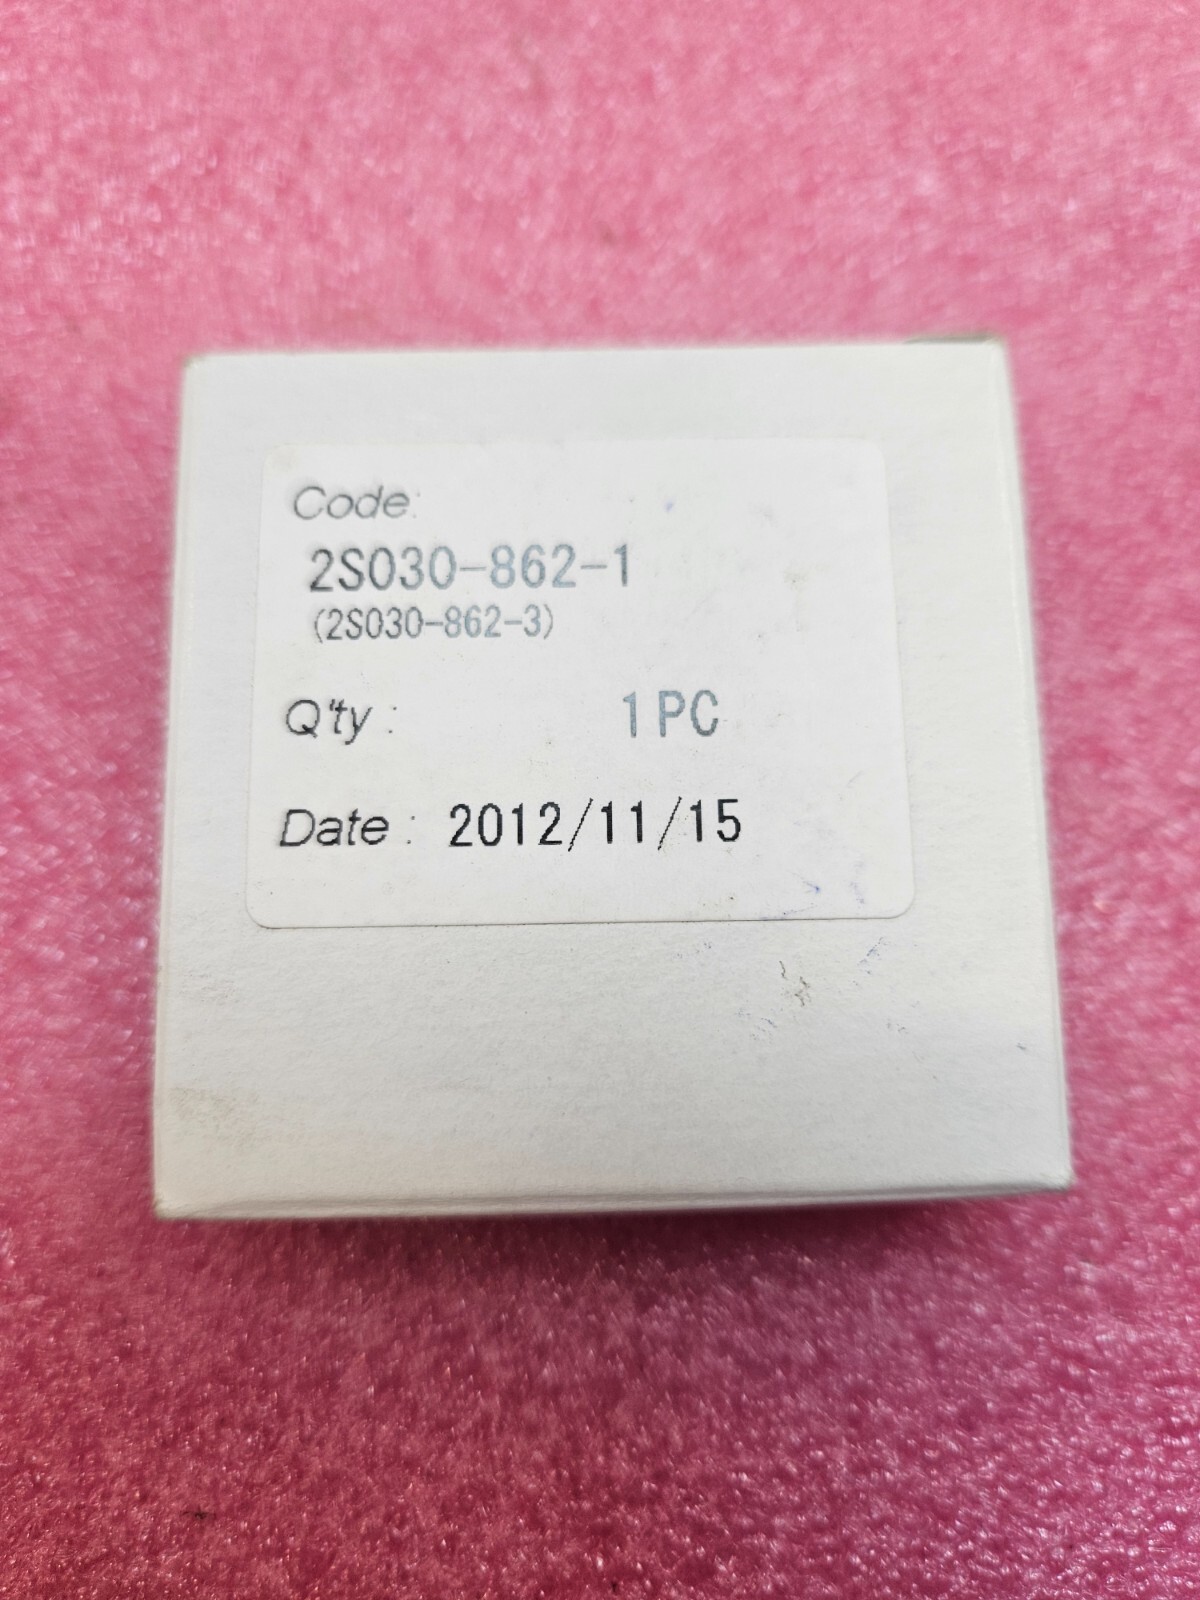 Code:
2S030-862-1
(2S030-862-3)
Q'ty : 1PC
Date : 2012/11/15